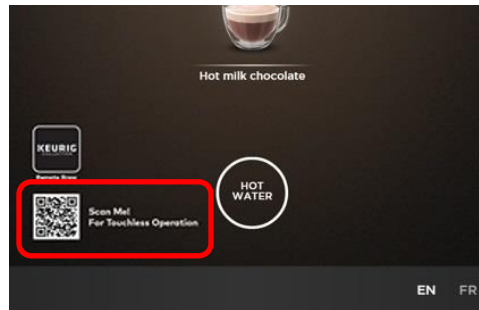 Hot milk chocolate
KEURIG
Remote Brew
HOT
WATER
Scan Me!
For Touchless Operation
EN FR